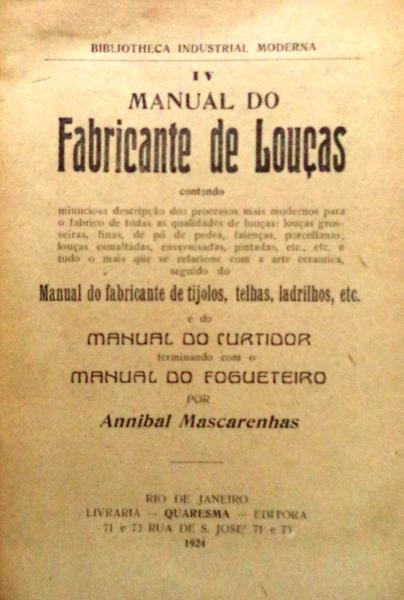 BIBLIOTHECA INDUSTRIAL MODERNA
IV
MANUAL DO
Fabricante de Louças
contendo
minuciosa descripção dos processos mais modernos para
o fabrico de todas as qualidades de louças: louças gros-
seiras, finas, de pó de pedra, faienças, porcellanas,
louças esmaltadas, envernisadas, pintadas, etc., etc. e
tudo o mais que se relacione com a arte ceramica,
seguido do
Manual do fabricante de tijolos, telhas, ladrilhos, etc.
e do
MANUAL DO CURTIDOR
terminando com o
MANUAL DO FOGUETEIRO
POR
Annibal Mascarenhas
RIO DE JANEIRO
LIVRARIA — QUARESMA — EDITORA
71 e 73 RUA DE S. JOSE' 71 e 73
1924